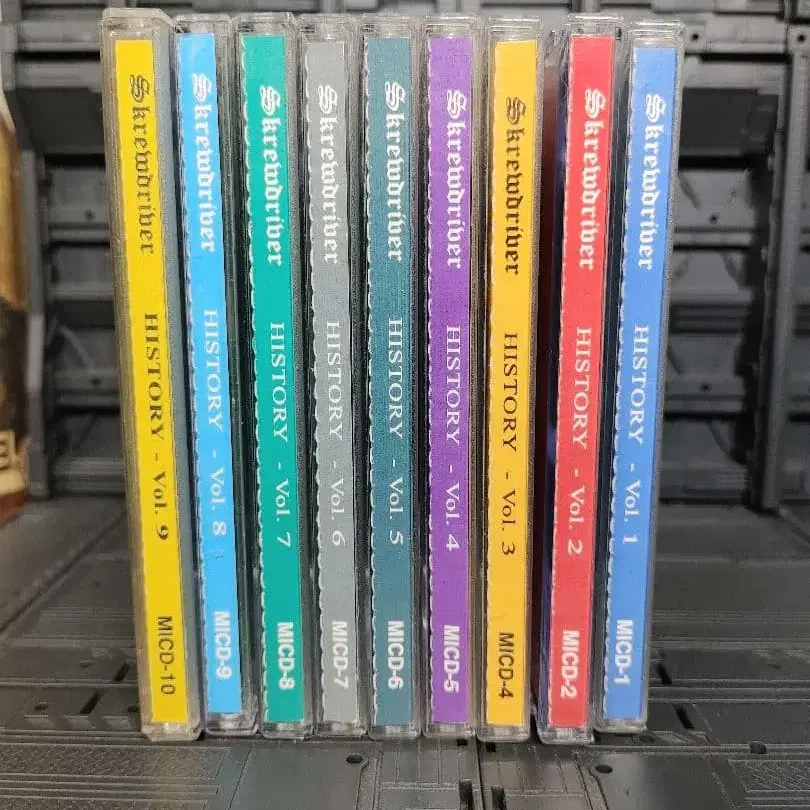 Skrewdriver HISTORY - Vol. 9 MICD-10
Skrewdriver HISTORY - Vol. 8 MICD-9
Skrewdriver HISTORY - Vol. 7 MICD-8
Skrewdriver HISTORY - Vol. 6 MICD-7
Skrewdriver HISTORY - Vol. 5 MICD-6
Skrewdriver HISTORY - Vol. 4 MICD-5
Skrewdriver HISTORY - Vol. 3 MICD-4
Skrewdriver HISTORY - Vol. 2 MICD-2
Skrewdriver HISTORY - Vol. 1 MICD-1